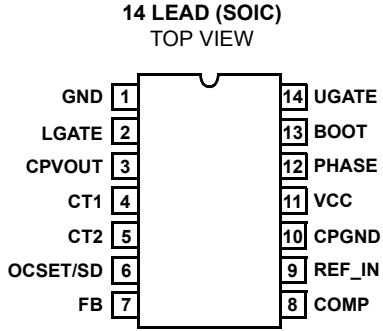 14 LEAD (SOIC)
TOP VIEW
GND 1 14 UGATE
LGATE 2 13 BOOT
CPVOUT 3 12 PHASE
CT1 4 11 VCC
CT2 5 10 CPGND
OCSET/SD 6 9 REF_IN
FB 7 8 COMP